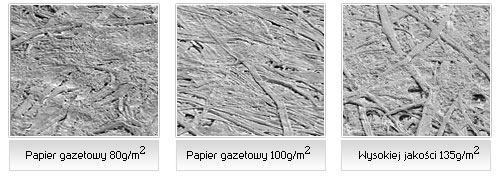 Papier gazetowy 80g/m²
Papier gazetowy 100g/m²
Wysokiej jakości 135g/m²